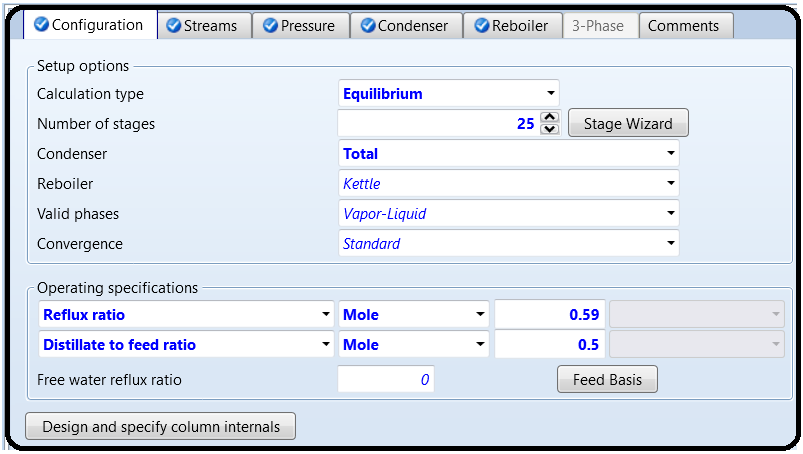 Configuration Streams Pressure Condenser Reboiler 3-Phase Comments
Setup options
Calculation type Equilibrium
Number of stages 25 Stage Wizard
Condenser Total
Reboiler Kettle
Valid phases Vapor-Liquid
Convergence Standard
Operating specifications
Reflux ratio Mole 0.59
Distillate to feed ratio Mole 0.5
Free water reflux ratio 0 Feed Basis
Design and specify column internals